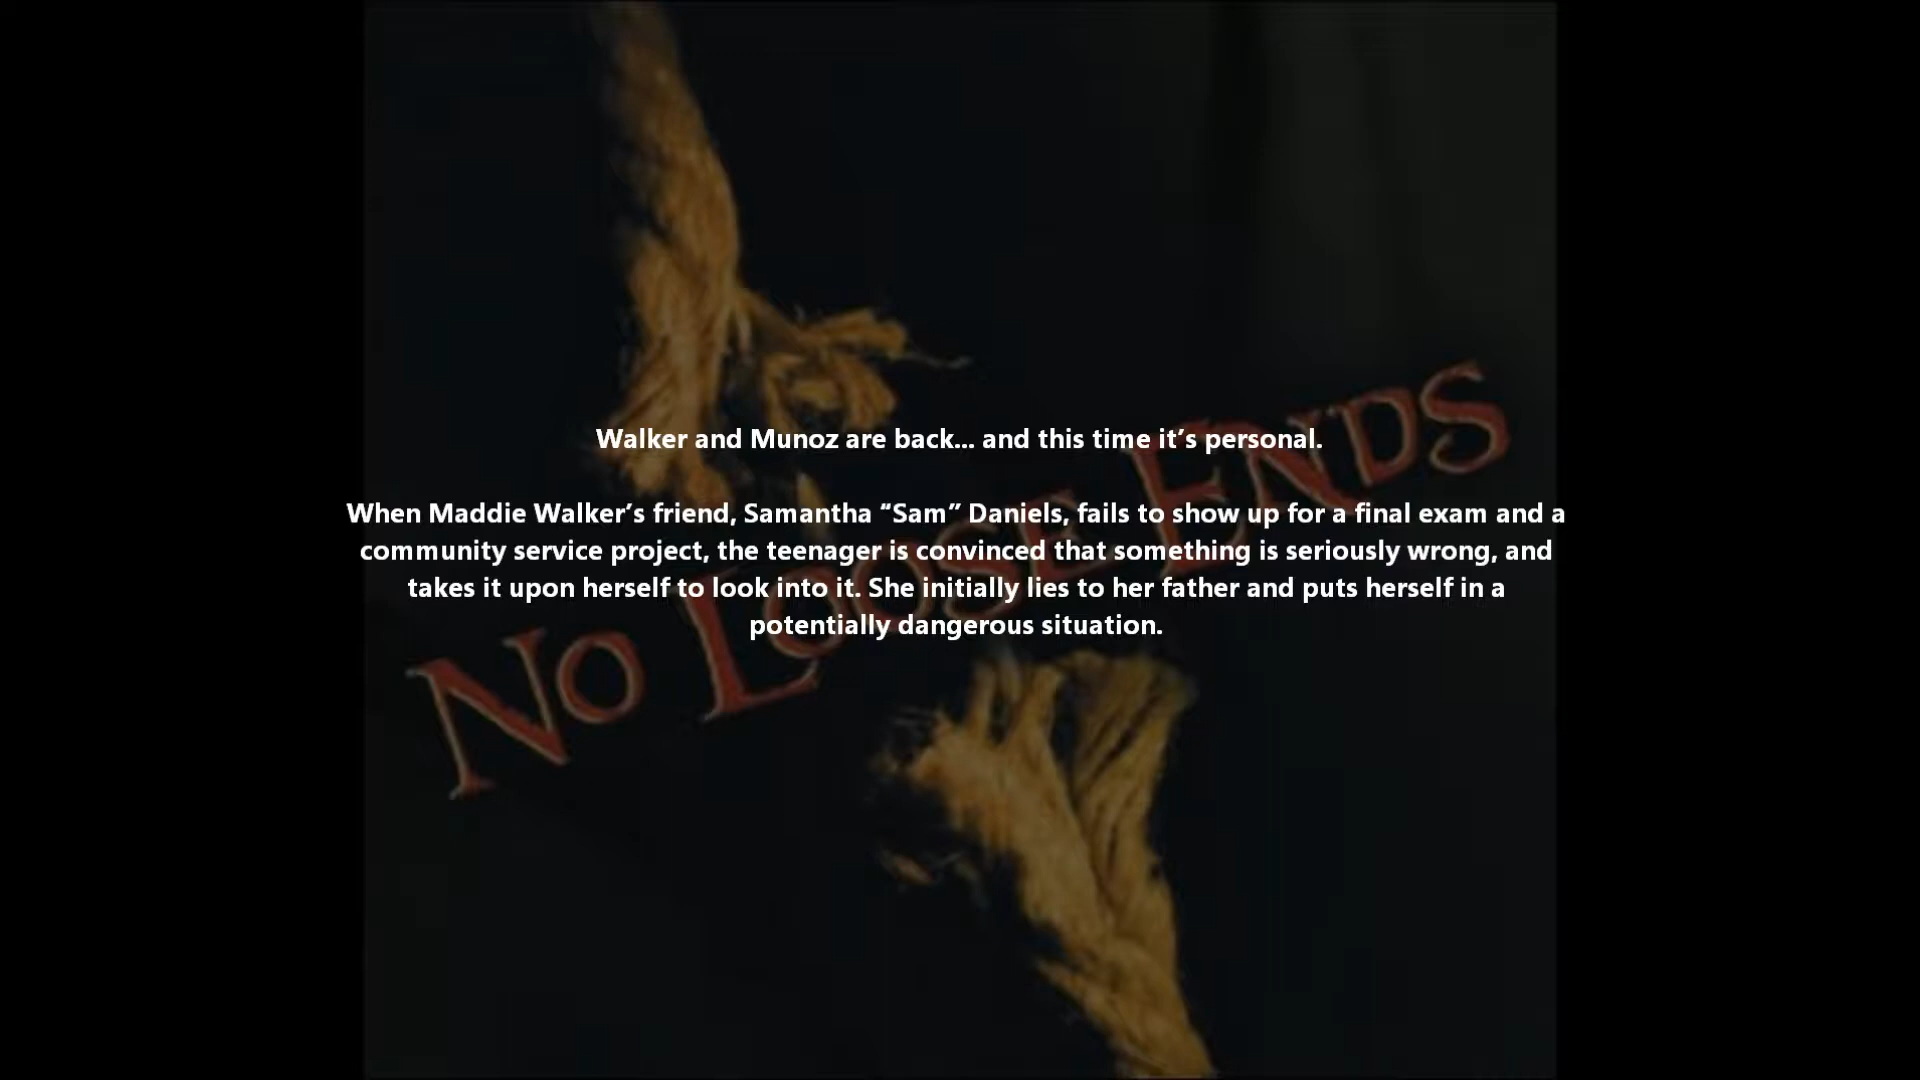 Walker and Munoz are back... and this time it’s personal.
When Maddie Walker’s friend, Samantha “Sam” Daniels, fails to show up for a final exam and a
community service project, the teenager is convinced that something is seriously wrong, and
takes it upon herself to look into it. She initially lies to her father and puts herself in a
potentially dangerous situation.
No Loose Ends